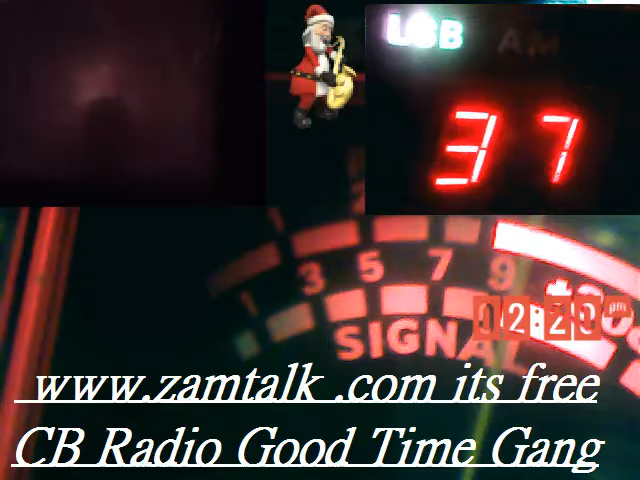 LSB AM
37
1 3 5 7 9
02:20 pm
SIGNAL
www.zamtalk .com its free
CB Radio Good Time Gang